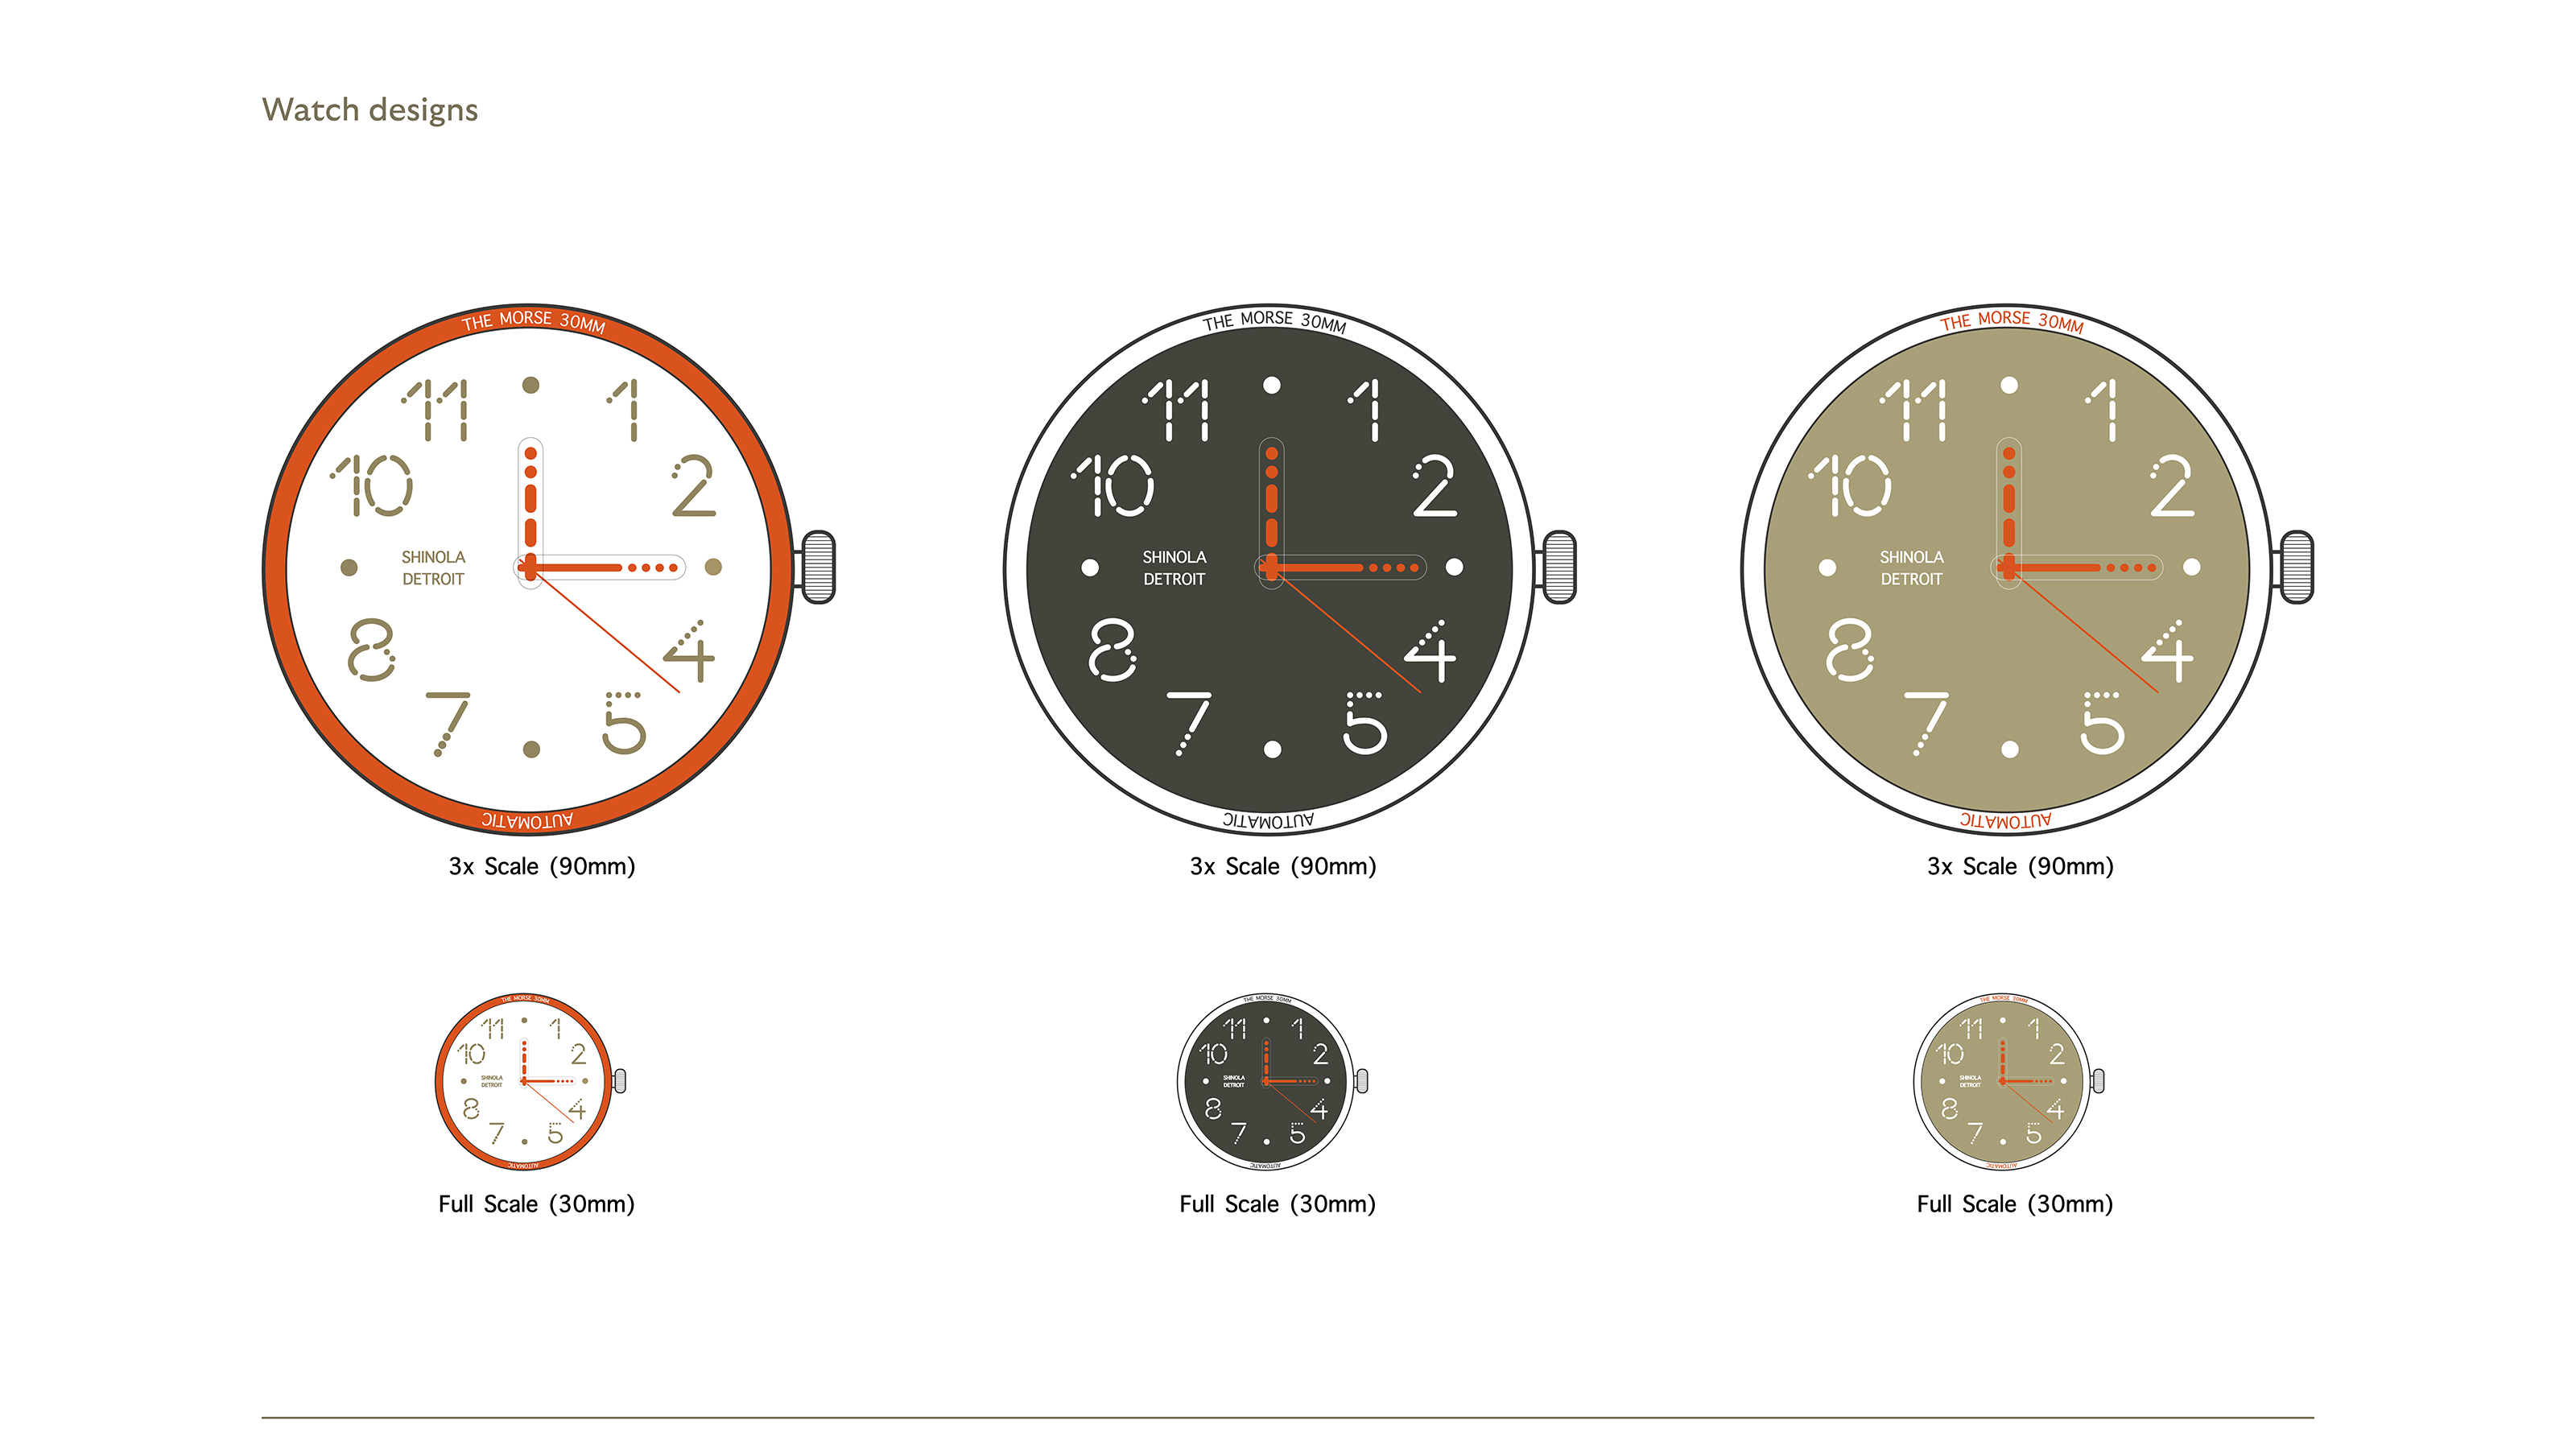 Watch designs
THE MORSE 30MM
11
1
10
2
SHINOLA
DETROIT
8
4
7
5
AUTOMATIC
3x Scale (90mm)
THE MORSE 30MM
11
1
10
2
SHINOLA
DETROIT
8
4
7
5
AUTOMATIC
3x Scale (90mm)
THE MORSE 30MM
11
1
10
2
SHINOLA
DETROIT
8
4
7
5
AUTOMATIC
3x Scale (90mm)
THE MORSE 30MM
11
1
10
2
SHINOLA
DETROIT
8
4
7
5
AUTOMATIC
Full Scale (30mm)
THE MORSE 30MM
11
1
10
2
SHINOLA
DETROIT
8
4
7
5
AUTOMATIC
Full Scale (30mm)
THE MORSE 30MM
11
1
10
2
SHINOLA
DETROIT
8
4
7
5
AUTOMATIC
Full Scale (30mm)